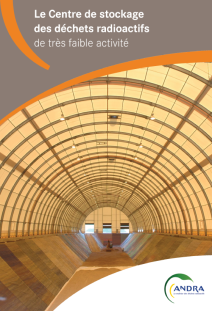 Le Centre de stockage
des déchets radioactifs
de très faible activité
ANDRA